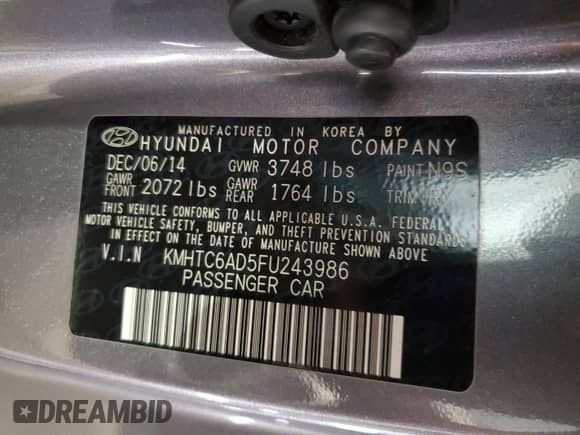 MANUFACTURED IN KOREA BY
HYUNDAI MOTOR COMPANY
DEC/06/14 GVWR 3748 lbs PAINT N9S
GAWR FRONT 2072 lbs GAWR REAR 1764 lbs TRIM
THIS VEHICLE CONFORMS TO ALL APPLICABLE U.S.A. FEDERAL
MOTOR VEHICLE SAFETY, BUMPER, AND THEFT PREVENTION STANDARDS
IN EFFECT ON THE DATE OF MANUFACTURE SHOWN ABOVE
V.I.N KMHTC6AD5FU243986
PASSENGER CAR
DREAMBID